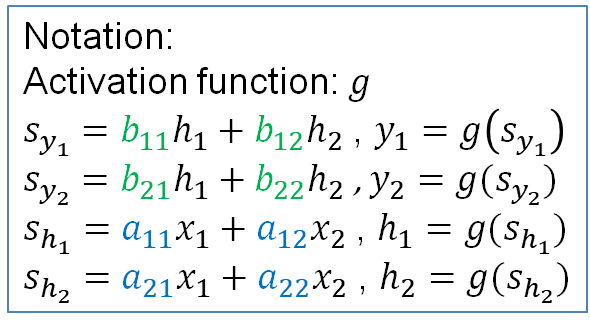 Notation:
Activation function: g
s_{y_1} = b_{11}h_1 + b_{12}h_2 , y_1 = g(s_{y_1})
s_{y_2} = b_{21}h_1 + b_{22}h_2 , y_2 = g(s_{y_2})
s_{h_1} = a_{11}x_1 + a_{12}x_2 , h_1 = g(s_{h_1})
s_{h_2} = a_{21}x_1 + a_{22}x_2 , h_2 = g(s_{h_2})